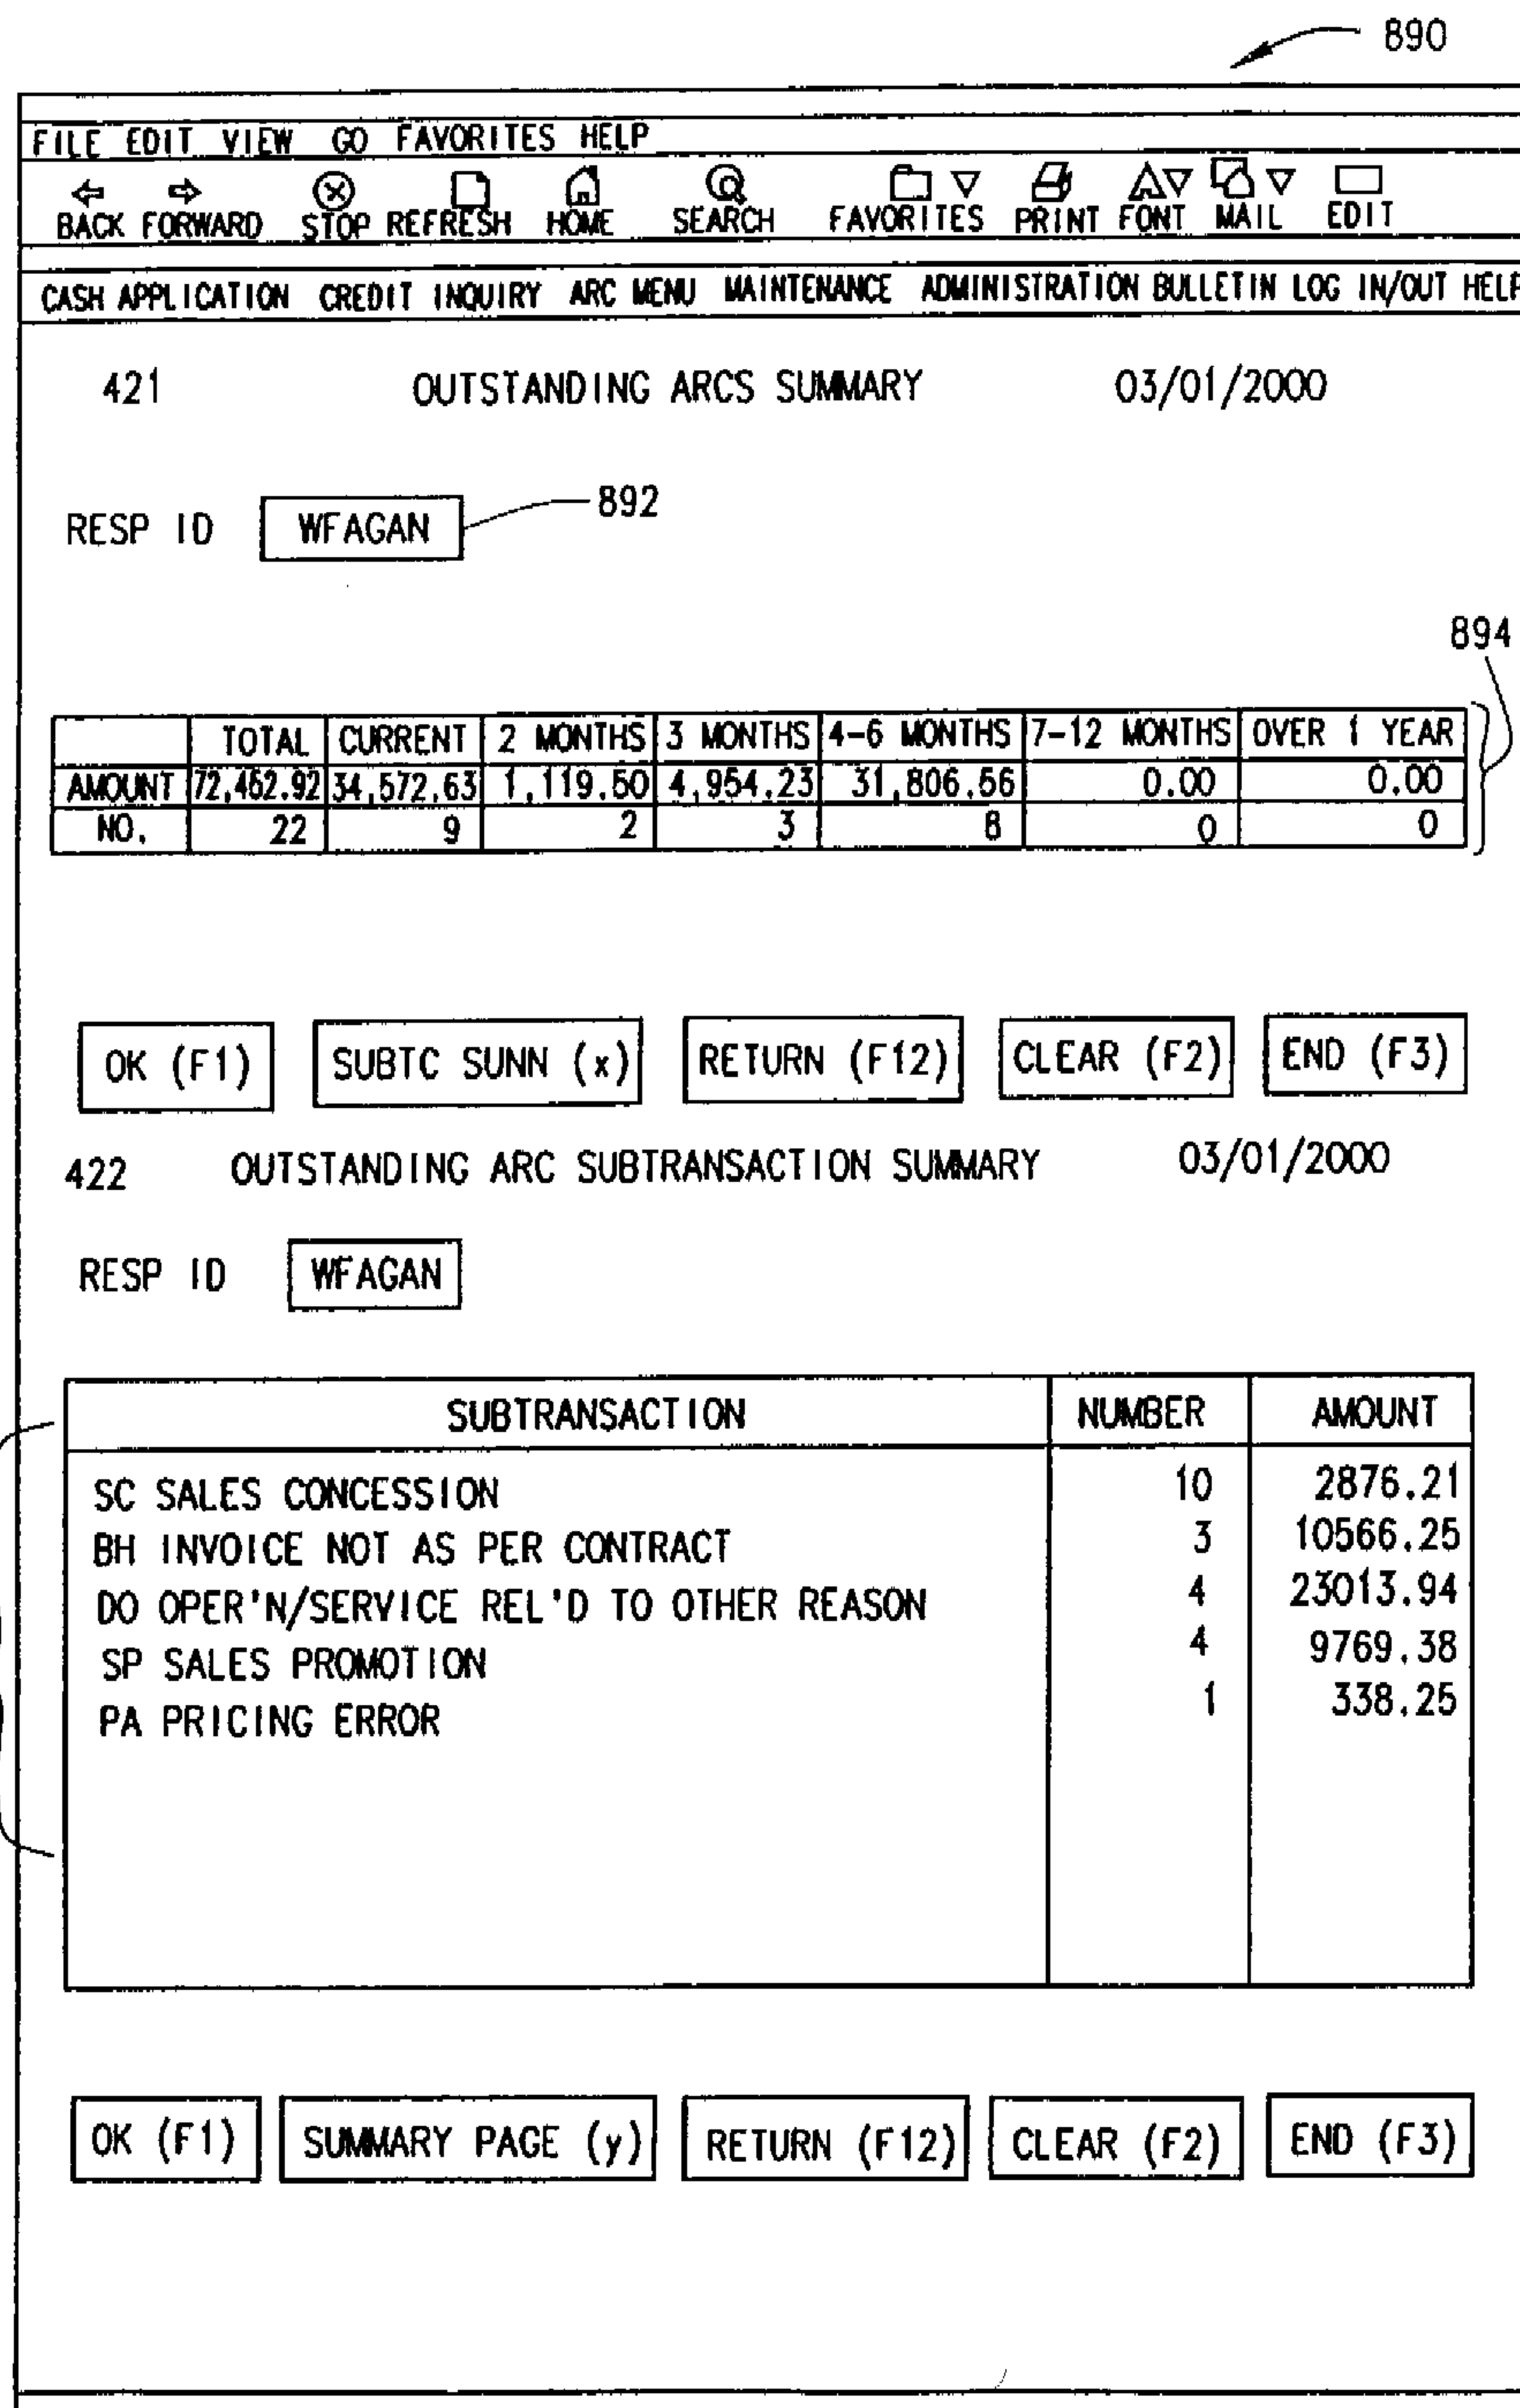 890
FILE EDIT VIEW GO FAVORITES HELP
BACK FORWARD STOP REFRESH HOME SEARCH FAVORITES PRINT FONT MAIL EDIT
CASH APPLICATION CREDIT INQUIRY ARC MENU MAINTENANCE ADMINISTRATION BULLETIN LOG IN/OUT HELP
421 OUTSTANDING ARCS SUMMARY 03/01/2000
RESP ID WFAGAN 892
894
TOTAL CURRENT 2 MONTHS 3 MONTHS 4-6 MONTHS 7-12 MONTHS OVER 1 YEAR
AMOUNT 72,462.92 34,572,63 1,119.50 4,954.23 31,806.56 0.00 0.00
NO. 22 9 2 3 8 0 0
OK (F1) SUBTC SUNN (x) RETURN (F12) CLEAR (F2) END (F3)
422 OUTSTANDING ARC SUBTRANSACTION SUMMARY 03/01/2000
RESP ID WFAGAN
SUBTRANSACTION NUMBER AMOUNT
SC SALES CONCESSION 10 2876.21
BH INVOICE NOT AS PER CONTRACT 3 10566.25
DO OPER'N/SERVICE REL'D TO OTHER REASON 4 23013.94
SP SALES PROMOTION 4 9769.38
PA PRICING ERROR 1 338.25
OK (F1) SUMMARY PAGE (y) RETURN (F12) CLEAR (F2) END (F3)